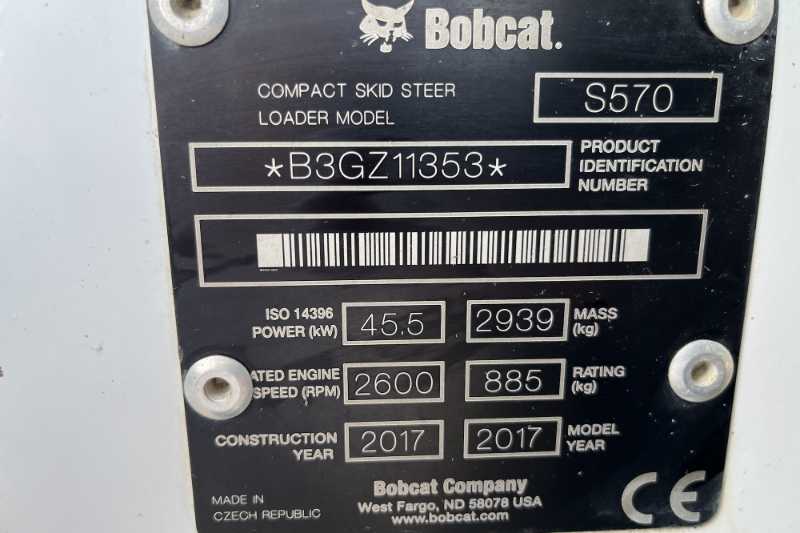 Bobcat.
COMPACT SKID STEER
LOADER MODEL
S570
*B3GZ11353*
PRODUCT
IDENTIFICATION
NUMBER
ISO 14396
POWER (kW)
45.5
2939
MASS
(kg)
ATED ENGINE
SPEED (RPM)
2600
885
RATING
(kg)
CONSTRUCTION
YEAR
2017
2017
MODEL
YEAR
MADE IN
CZECH REPUBLIC
Bobcat Company
West Fargo, ND 58078 USA
www.bobcat.com
CE